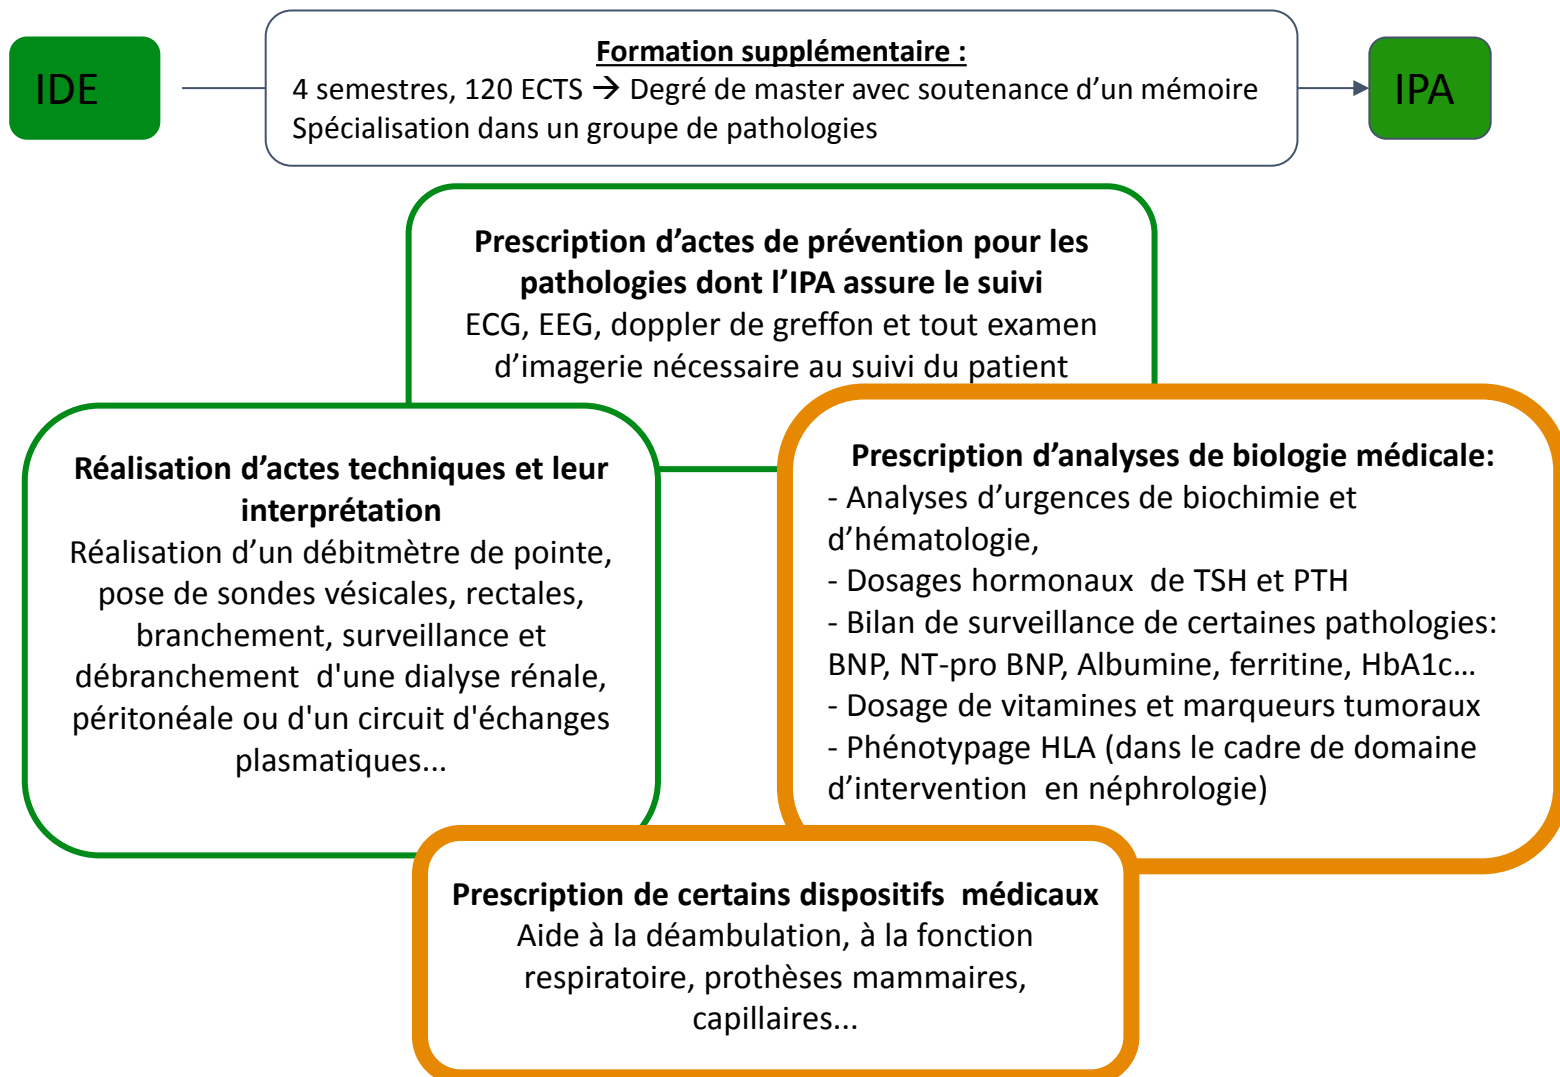 IDE
Formation supplémentaire :
4 semestres, 120 ECTS → Degré de master avec soutenance d’un mémoire
Spécialisation dans un groupe de pathologies
IPA
Prescription d’actes de prévention pour les
pathologies dont l’IPA assure le suivi
ECG, EEG, doppler de greffon et tout examen
d’imagerie nécessaire au suivi du patient
Réalisation d’actes techniques et leur
interprétation
Réalisation d’un débitmètre de pointe,
pose de sondes vésicales, rectales,
branchement, surveillance et
débranchement d'une dialyse rénale,
péritonéale ou d'un circuit d'échanges
plasmatiques...
Prescription d’analyses de biologie médicale:
- Analyses d’urgences de biochimie et
d’hématologie,
- Dosages hormonaux de TSH et PTH
- Bilan de surveillance de certaines pathologies:
BNP, NT-pro BNP, Albumine, ferritine, HbA1c…
- Dosage de vitamines et marqueurs tumoraux
- Phénotypage HLA (dans le cadre de domaine
d’intervention en néphrologie)
Prescription de certains dispositifs médicaux
Aide à la déambulation, à la fonction
respiratoire, prothèses mammaires,
capillaires...